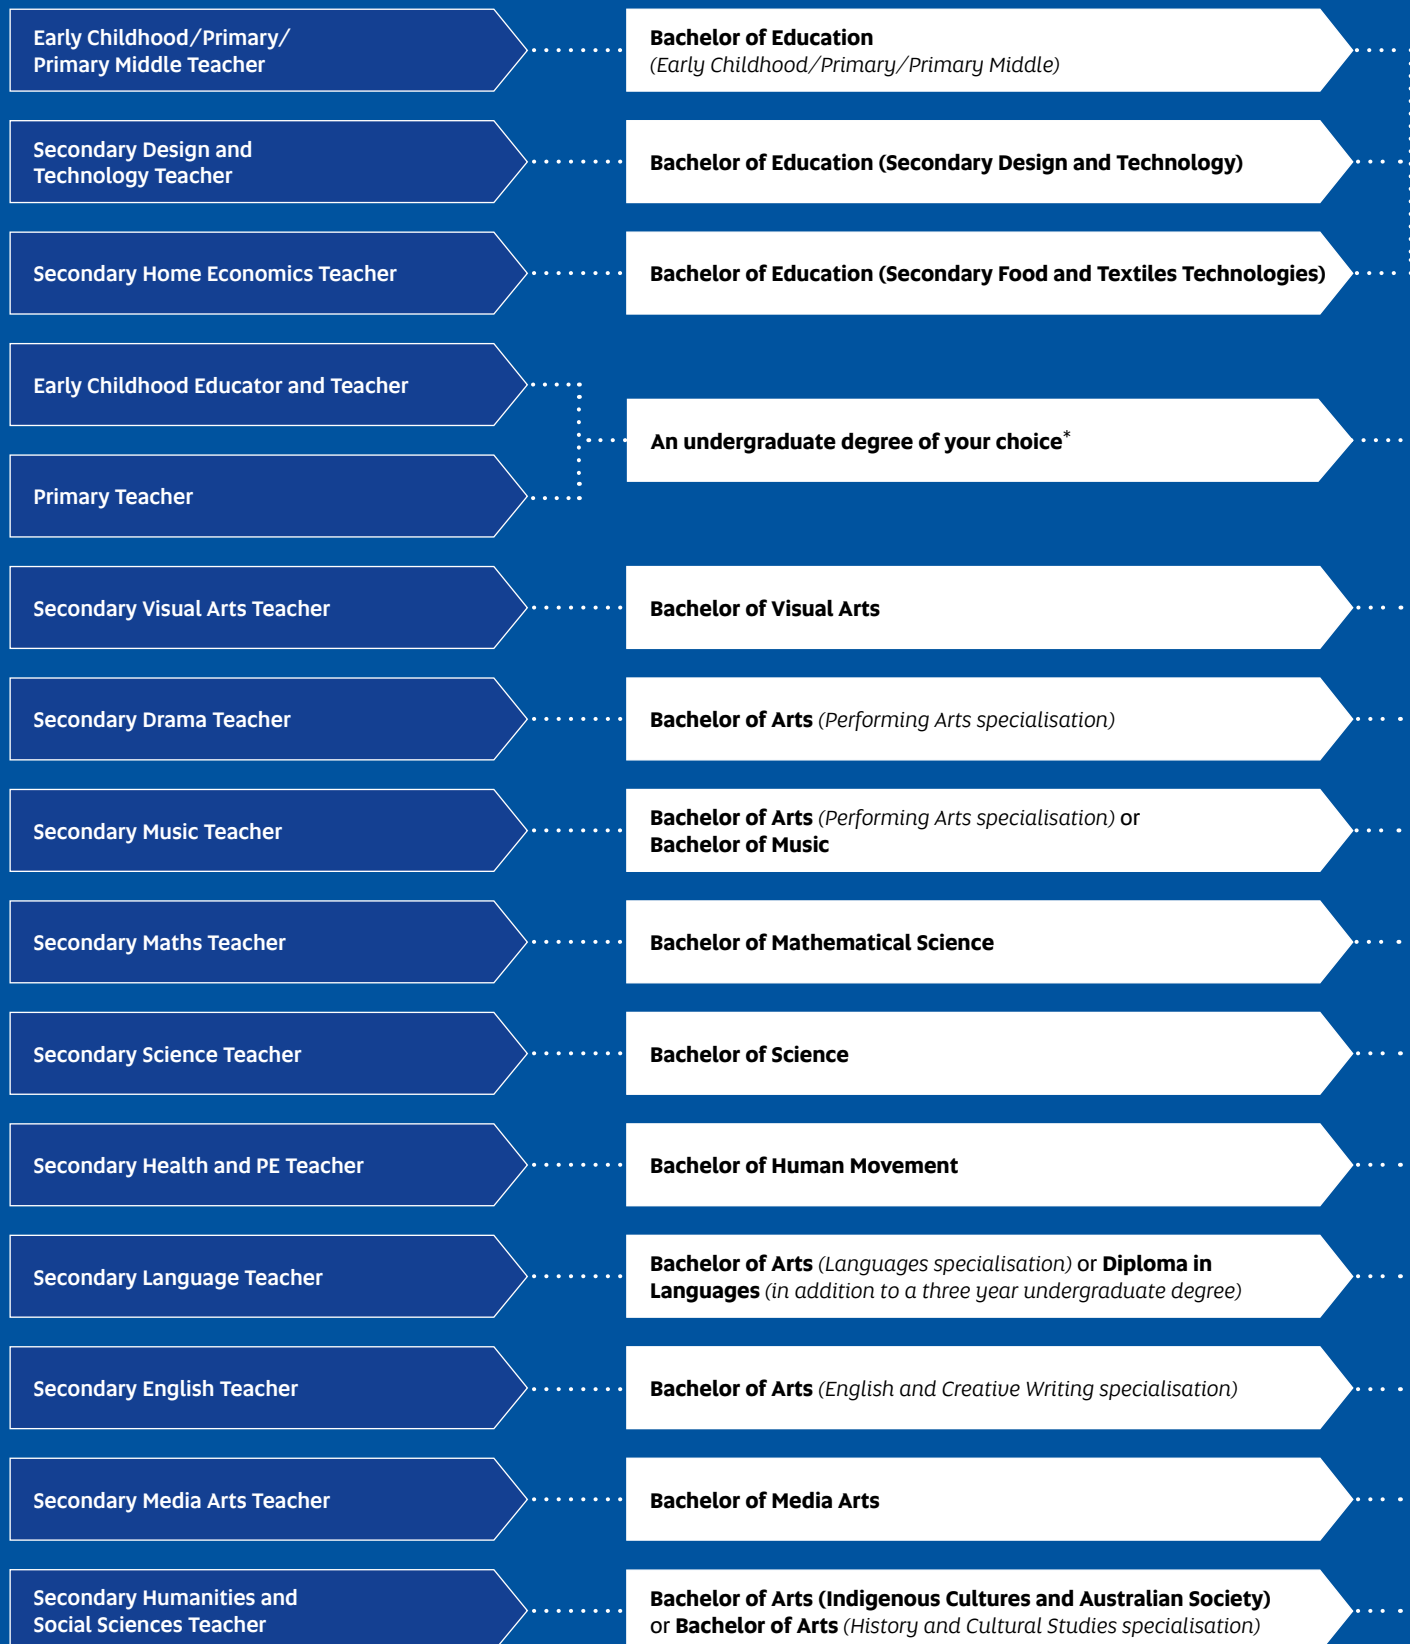 Early Childhood/Primary/
Primary Middle Teacher
Bachelor of Education
(Early Childhood/Primary/Primary Middle)
Secondary Design and
Technology Teacher
Bachelor of Education (Secondary Design and Technology)
Secondary Home Economics Teacher
Bachelor of Education (Secondary Food and Textiles Technologies)
Early Childhood Educator and Teacher
Primary Teacher
An undergraduate degree of your choice*
Secondary Visual Arts Teacher
Bachelor of Visual Arts
Secondary Drama Teacher
Bachelor of Arts (Performing Arts specialisation)
Secondary Music Teacher
Bachelor of Arts (Performing Arts specialisation) or
Bachelor of Music
Secondary Maths Teacher
Bachelor of Mathematical Science
Secondary Science Teacher
Bachelor of Science
Secondary Health and PE Teacher
Bachelor of Human Movement
Secondary Language Teacher
Bachelor of Arts (Languages specialisation) or Diploma in
Languages (in addition to a three year undergraduate degree)
Secondary English Teacher
Bachelor of Arts (English and Creative Writing specialisation)
Secondary Media Arts Teacher
Bachelor of Media Arts
Secondary Humanities and
Social Sciences Teacher
Bachelor of Arts (Indigenous Cultures and Australian Society)
or Bachelor of Arts (History and Cultural Studies specialisation)